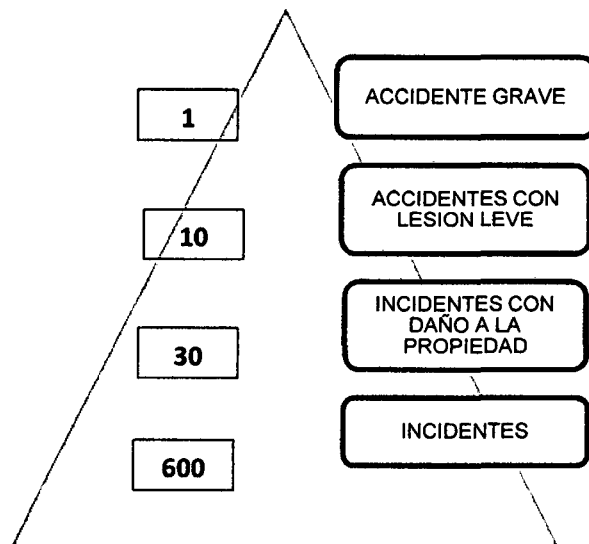 1
ACCIDENTE GRAVE
10
ACCIDENTES CON
LESION LEVE
30
INCIDENTES CON
DAÑO A LA
PROPIEDAD
600
INCIDENTES